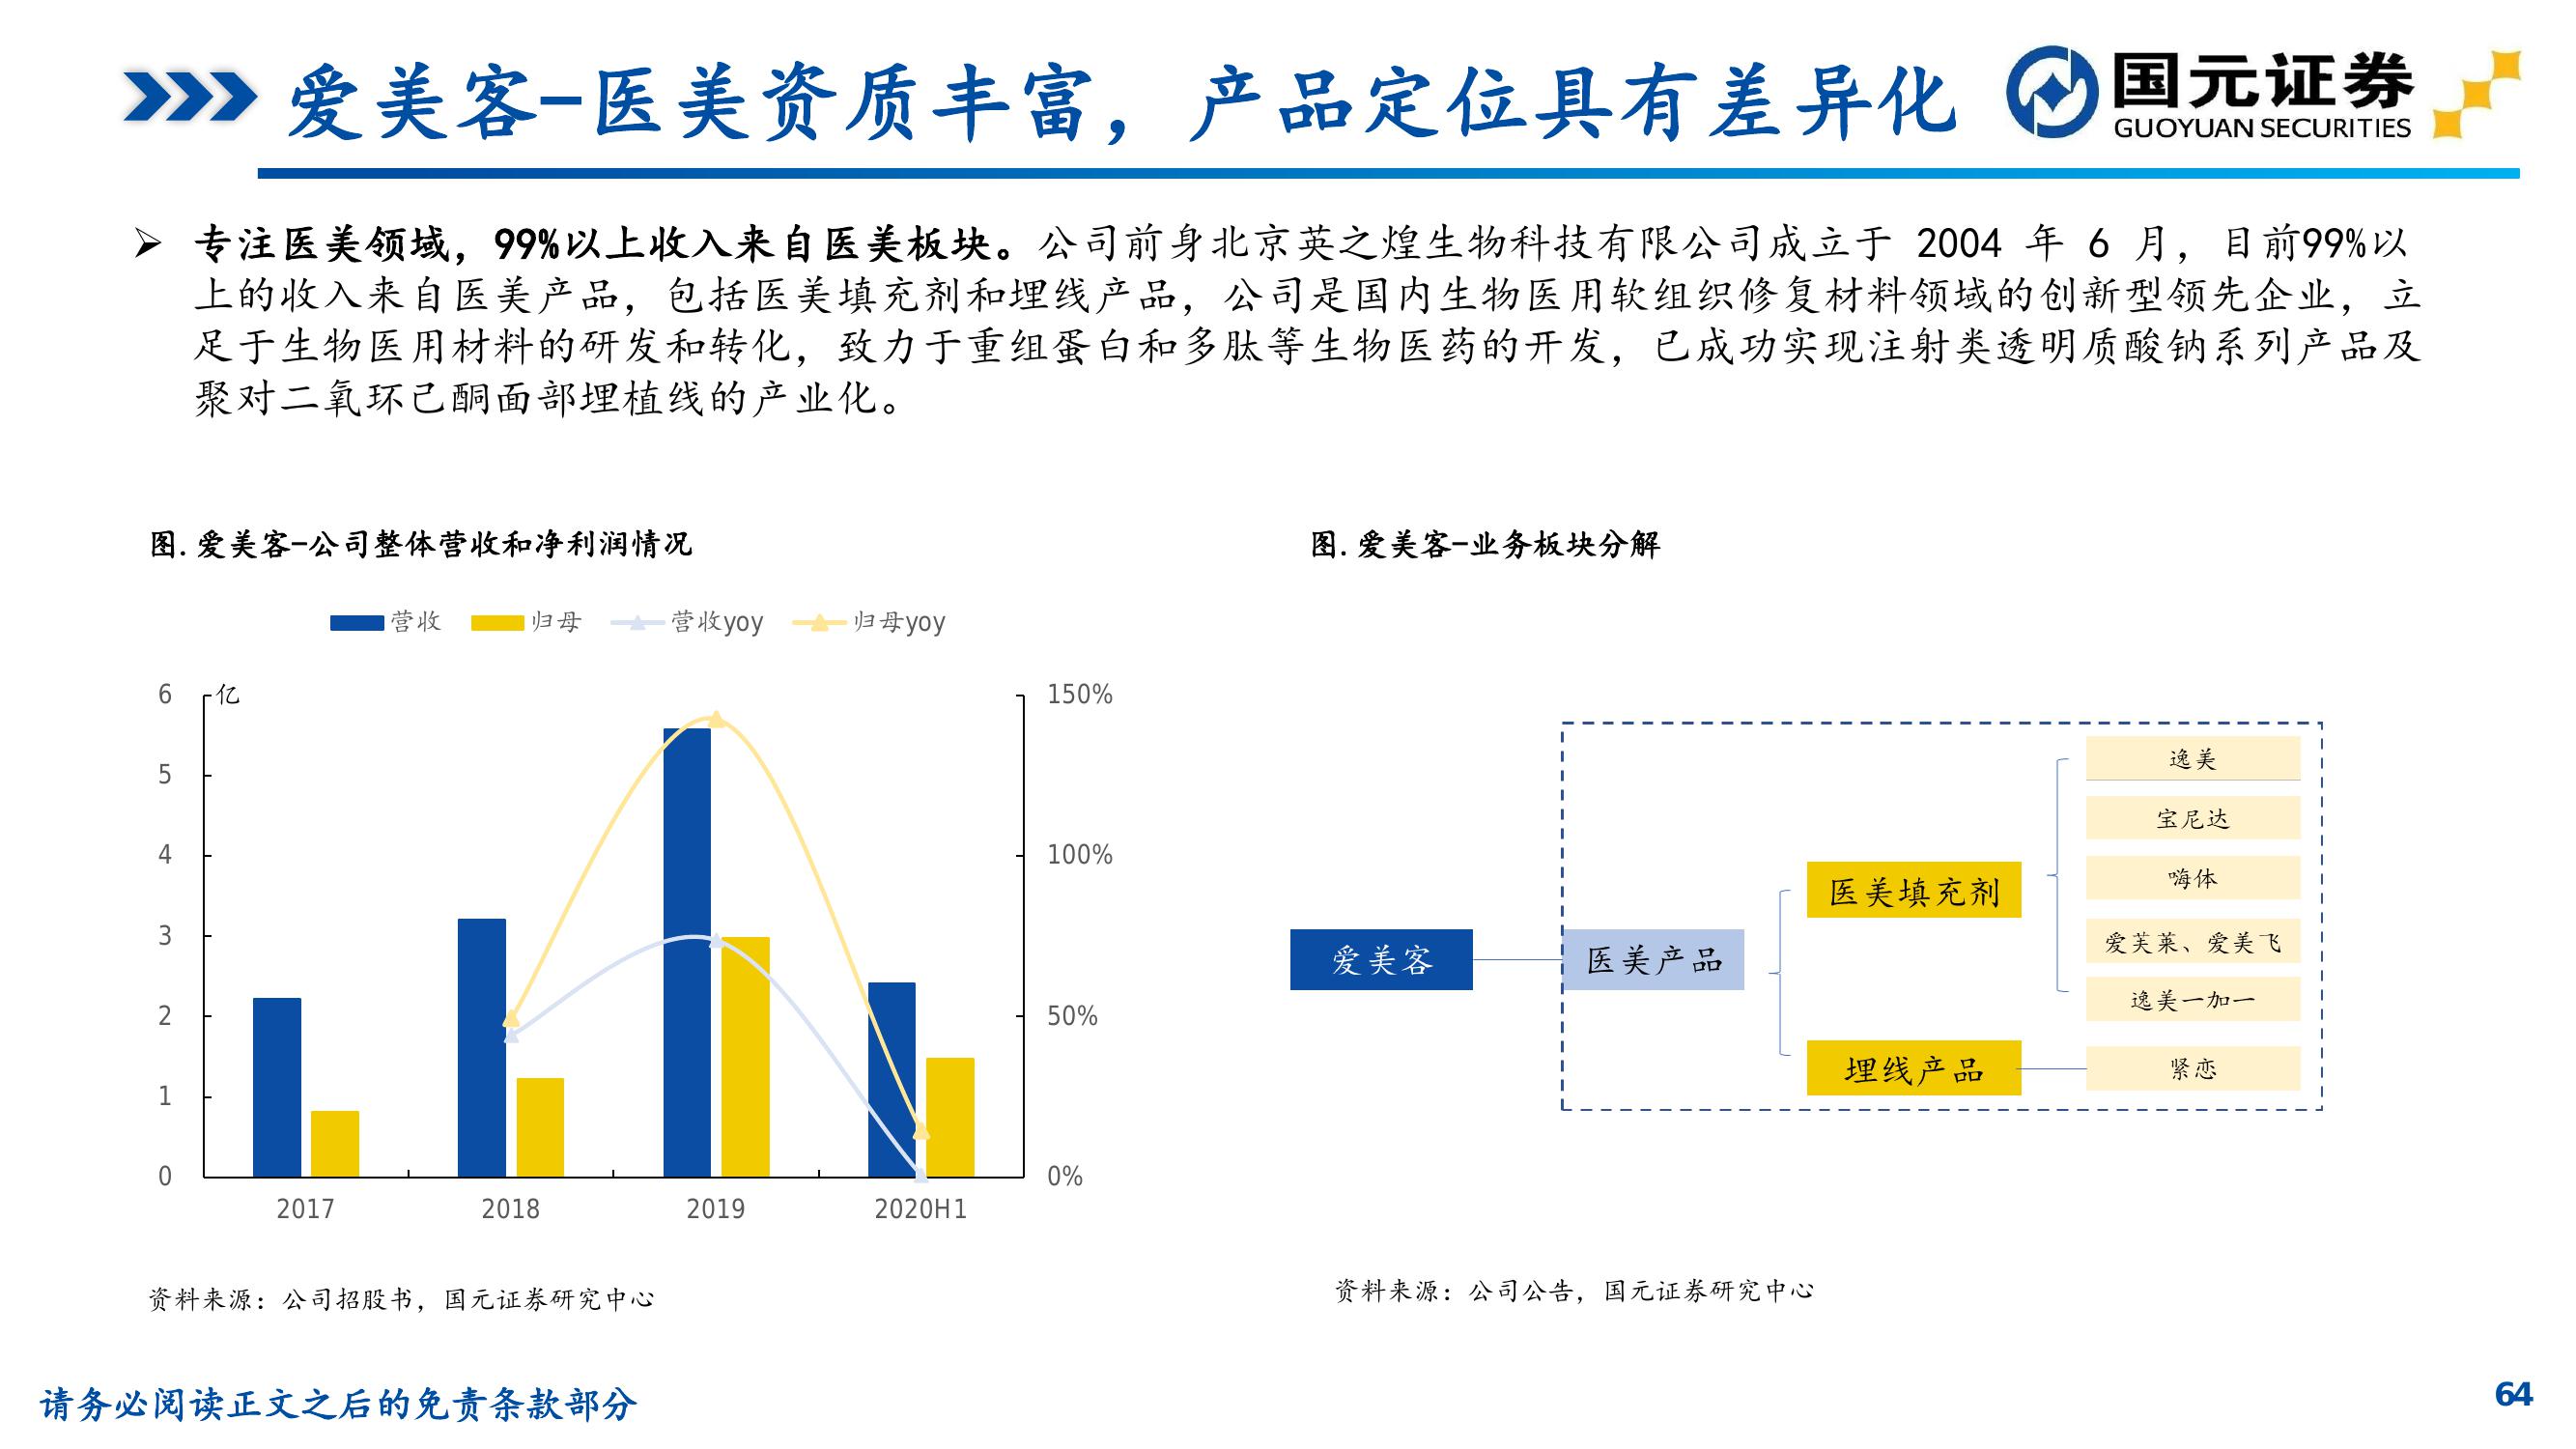 爱美客-医美资质丰富，产品定位具有差异化
国元证券
GUOYUAN SECURITIES
➢ 专注医美领域，99%以上收入来自医美板块。公司前身北京英之煌生物科技有限公司成立于 2004 年 6 月，目前99%以
上的收入来自医美产品，包括医美填充剂和埋线产品，公司是国内生物医用软组织修复材料领域的创新型领先企业，立
足于生物医用材料的研发和转化，致力于重组蛋白和多肽等生物医药的开发，已成功实现注射类透明质酸钠系列产品及
聚对二氧环己酮面部埋植线的产业化。
图.爱美客-公司整体营收和净利润情况
营收 归母 营收yoy 归母yoy
亿
6
5
4
3
2
1
0
150%
100%
50%
0%
2017 2018 2019 2020H1
资料来源：公司招股书，国元证券研究中心
图.爱美客-业务板块分解
爱美客
医美产品
医美填充剂
埋线产品
逸美
宝尼达
嗨体
爱芙莱、爱美飞
逸美一加一
紧恋
资料来源：公司公告，国元证券研究中心
请务必阅读正文之后的免责条款部分
64